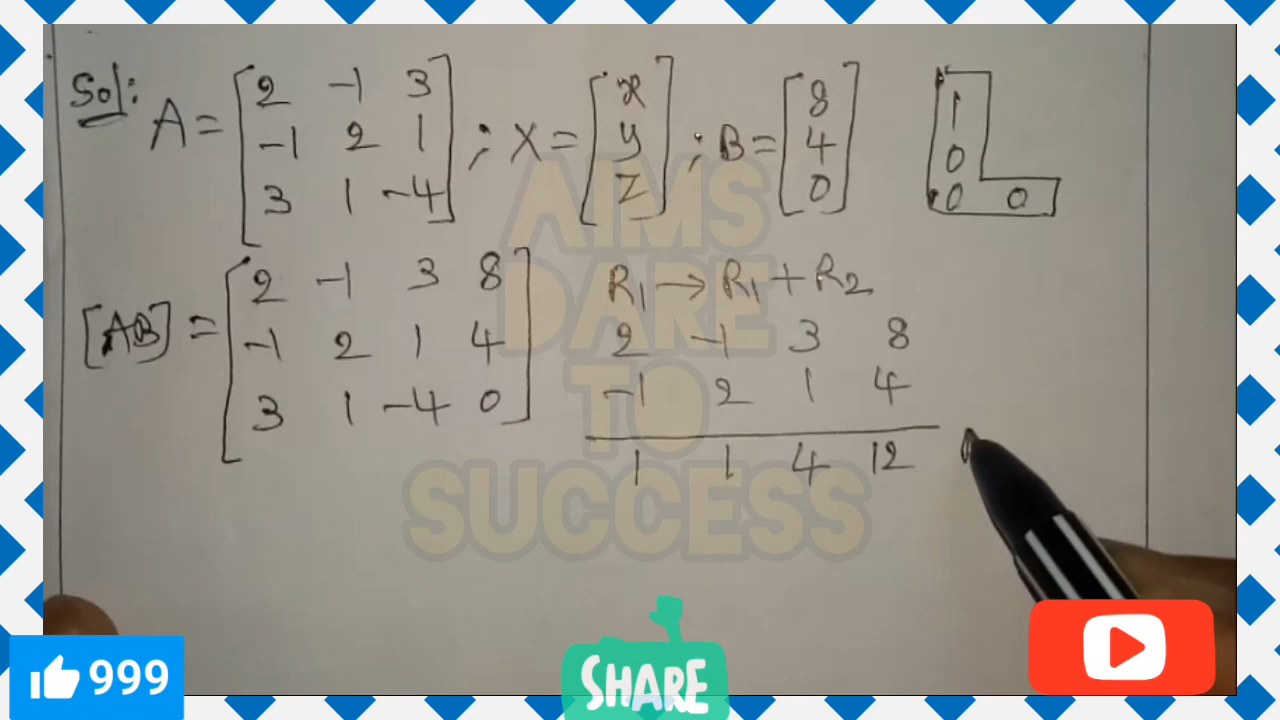 Sol:
A = [2 -1 3
-1 2 1
3 1 -4] ; X = [x
y
z] ; B = [8
4
0]
1
0
0 0
[AB] = [2 -1 3 8
-1 2 1 4
3 1 -4 0]
R1 → R1 + R2
2 -1 3 8
-1 2 1 4
1 1 4 12
AIMS
DARE
TO
SUCCESS
999
SHARE